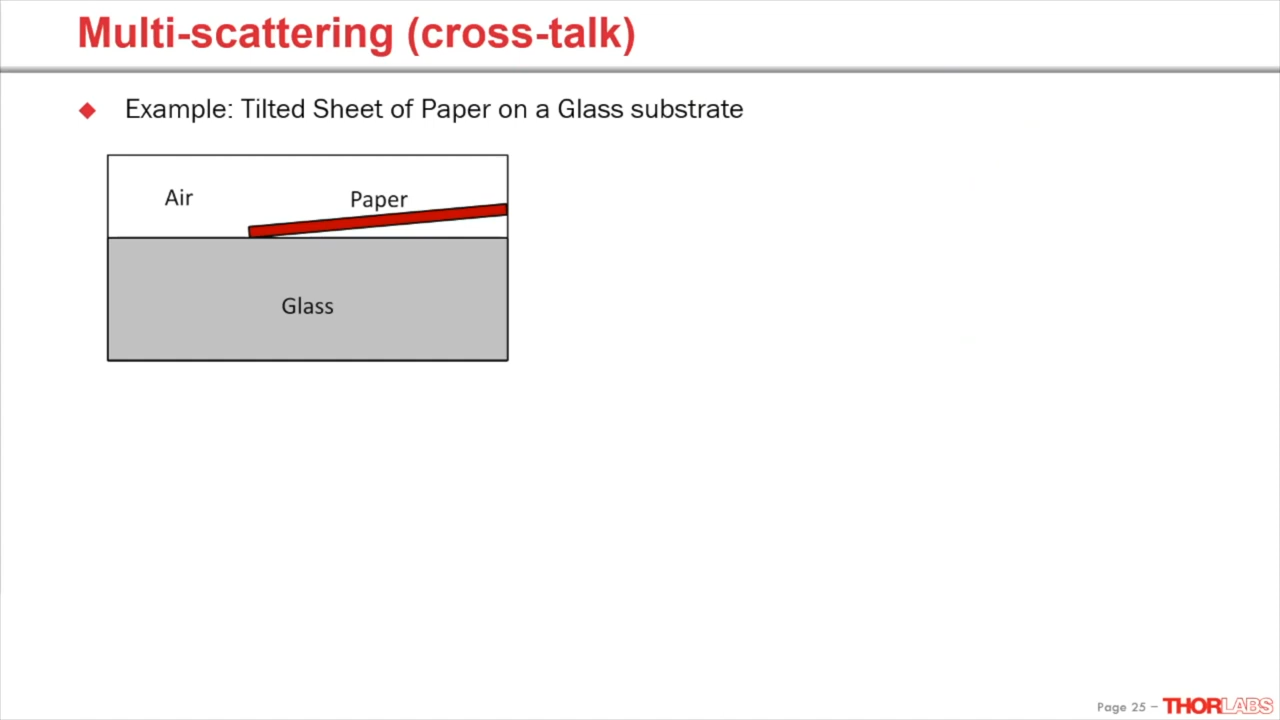 Multi-scattering (cross-talk)
Example: Tilted Sheet of Paper on a Glass substrate
Air
Paper
Glass
Page 25 – THORLABS